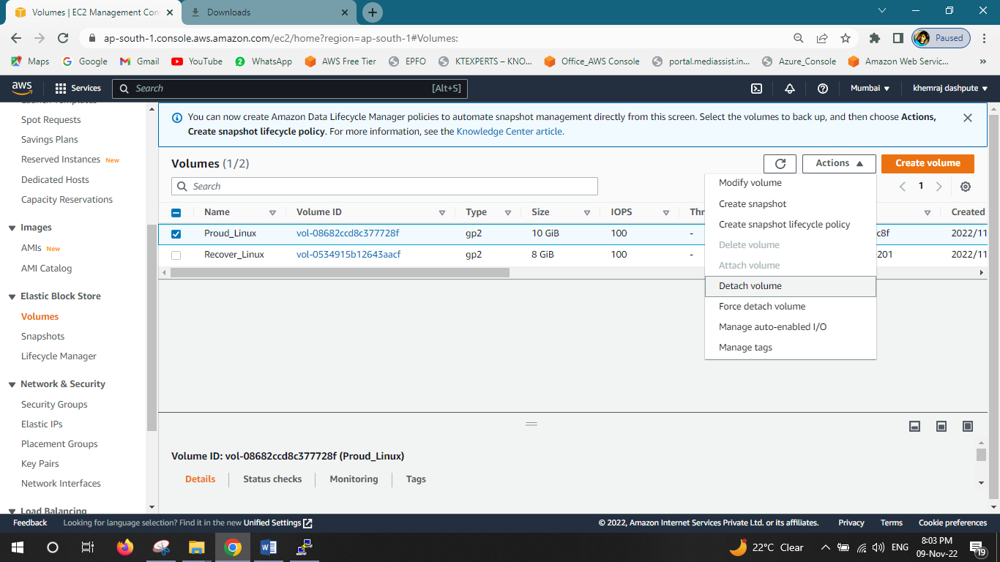 Volumes | EC2 Management Con
Downloads
ap-south-1.console.aws.amazon.com/ec2/home?region=ap-south-1#Volumes:
Paused
Maps
Google
Gmail
YouTube
2
WhatsApp
AWS Free Tier
EPFO
KTEXPERTS – KNO...
Office_AWS Console
portal.mediassist.in...
Azure_Console
Amazon Web Servic...
»
aws
Services
Search
[Alt+S]
Mumbai
khemraj dashpute
Launch Templates
Spot Requests
Savings Plans
Reserved Instances New
Dedicated Hosts
Capacity Reservations
Images
AMIs New
AMI Catalog
Elastic Block Store
Volumes
Snapshots
Lifecycle Manager
Network & Security
Security Groups
Elastic IPs
Placement Groups
Key Pairs
Network Interfaces
Load Balancing
You can now create Amazon Data Lifecycle Manager policies to automate snapshot management directly from this screen. Select the volumes to back up, and then choose Actions,
Create snapshot lifecycle policy. For more information, see the Knowledge Center article.
Volumes (1/2)
Actions
Create volume
Search
1
Name Volume ID Type Size IOPS Thr Created
Proud_Linux vol-08682ccd8c377728f gp2 10 GiB 100 - c8f 2022/11
Recover_Linux vol-0534915b12643aacf gp2 8 GiB 100 - 201 2022/11
Modify volume
Create snapshot
Create snapshot lifecycle policy
Delete volume
Attach volume
Detach volume
Force detach volume
Manage auto-enabled I/O
Manage tags
Volume ID: vol-08682ccd8c377728f (Proud_Linux)
Details
Status checks
Monitoring
Tags
Feedback
Looking for language selection? Find it in the new Unified Settings
© 2022, Amazon Internet Services Private Ltd. or its affiliates.
Privacy
Terms
Cookie preferences
22°C Clear
ENG
8:03 PM
09-Nov-22
19